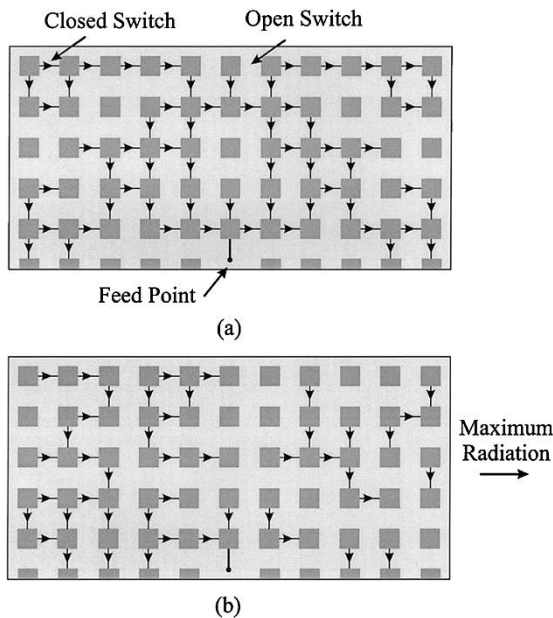 Closed Switch
Open Switch
Feed Point
(a)
Maximum
Radiation
(b)